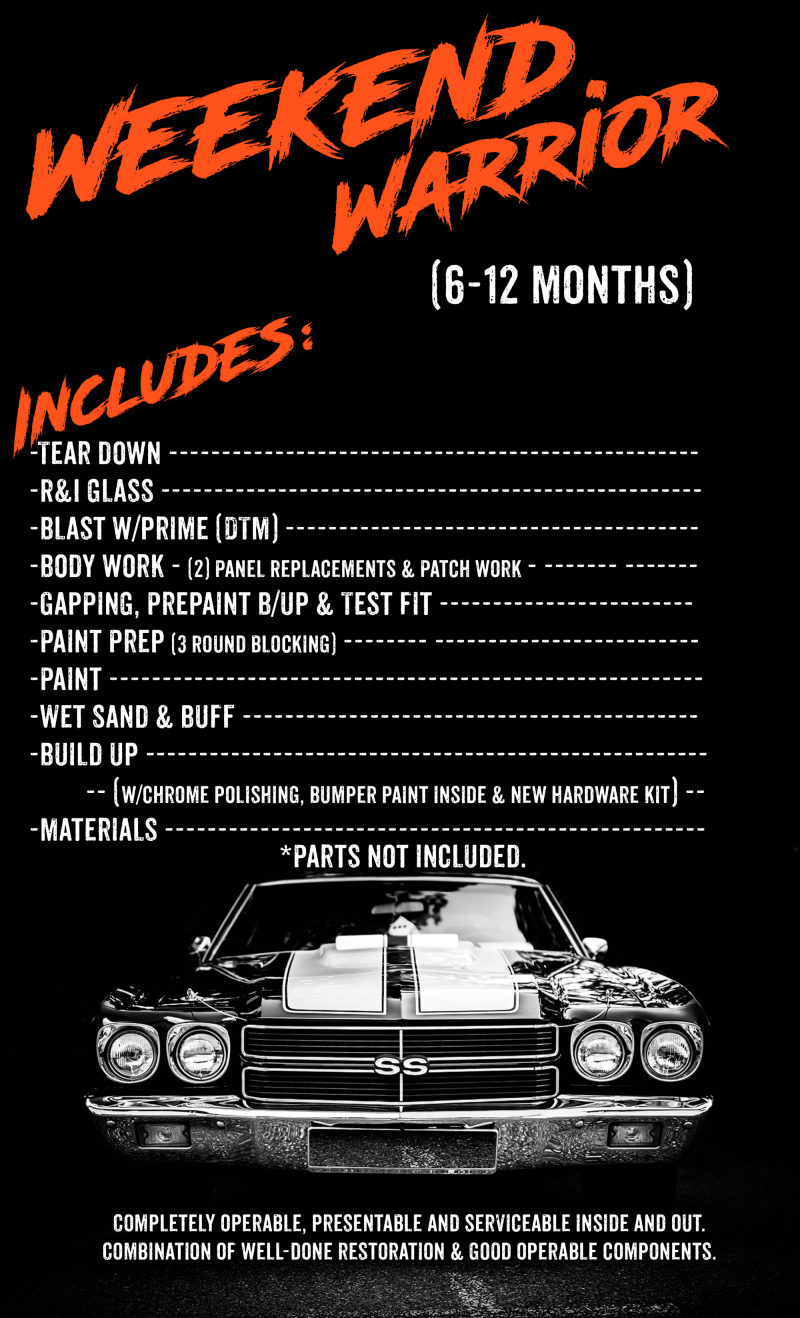 WEEKEND
WARRIOR
(6-12 MONTHS)
INCLUDES:
-TEAR DOWN ---------------------------------------------------
-R&I GLASS ----------------------------------------------------
-BLAST W/PRIME (DTM) ----------------------------------------
-BODY WORK - (2) PANEL REPLACEMENTS & PATCH WORK - ------- -------
-GAPPING, PREPAINT B/UP & TEST FIT ------------------------
-PAINT PREP (3 ROUND BLOCKING) -------- -------------------------
-PAINT ---------------------------------------------------------
-WET SAND & BUFF --------------------------------------------
-BUILD UP ------------------------------------------------------
-- (W/CHROME POLISHING, BUMPER PAINT INSIDE & NEW HARDWARE KIT) --
-MATERIALS ----------------------------------------------------
*PARTS NOT INCLUDED.
SS
COMPLETELY OPERABLE, PRESENTABLE AND SERVICEABLE INSIDE AND OUT.
COMBINATION OF WELL-DONE RESTORATION & GOOD OPERABLE COMPONENTS.